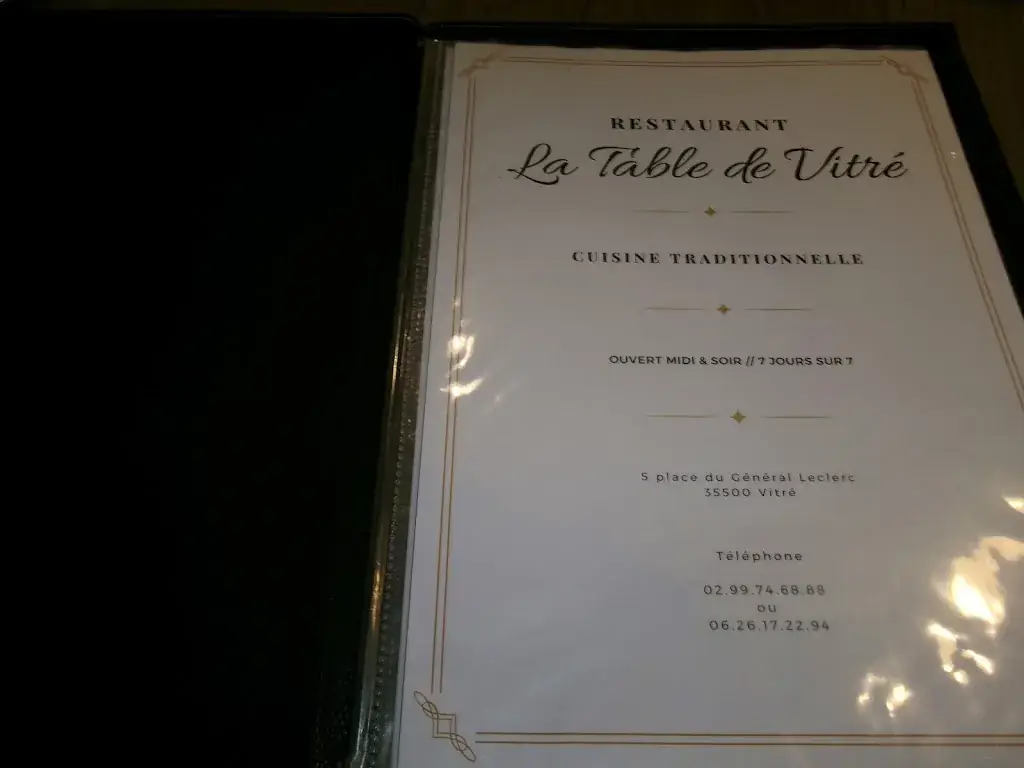 RESTAURANT
La Table de Vitré
CUISINE TRADITIONNELLE
OUVERT MIDI & SOIR // 7 JOURS SUR 7
5 place du Général Leclerc
35500 Vitré
Téléphone
02.99.74.68.88
ou
06.26.17.22.94